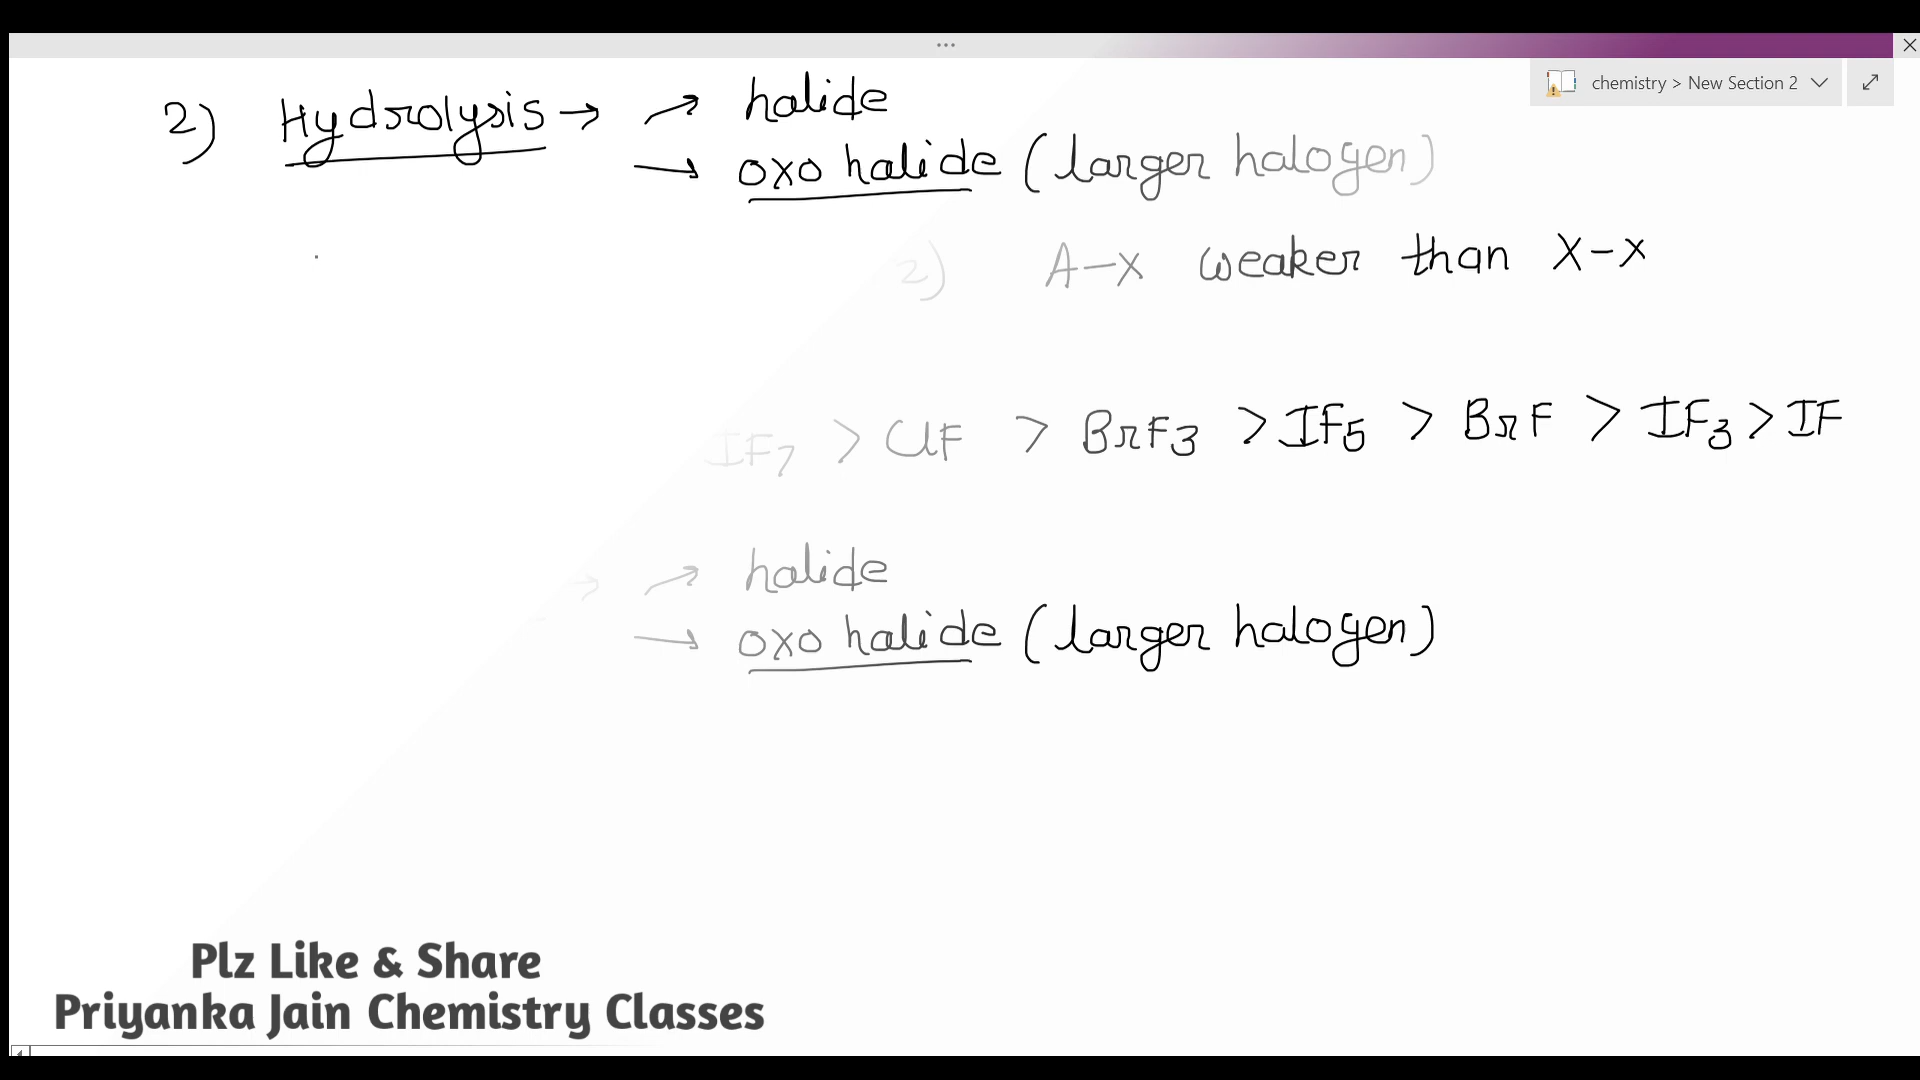 chemistry > New Section 2
2) Hydrolysis → ↗ halide
→ oxo halide (larger halogen)
2) A-X weaker than X-X
IF7 > ClF > BrF3 > IF5 > BrF > IF3 > IF
→ ↗ halide
→ oxo halide (larger halogen)
Plz Like & Share
Priyanka Jain Chemistry Classes